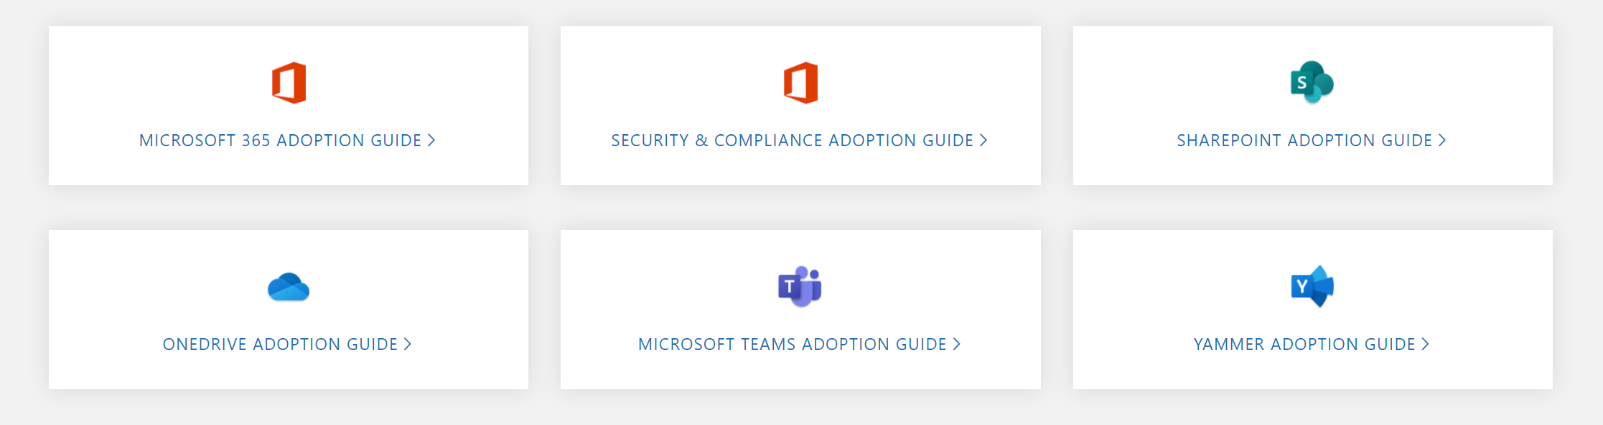 MICROSOFT 365 ADOPTION GUIDE >
SECURITY & COMPLIANCE ADOPTION GUIDE >
S
SHAREPOINT ADOPTION GUIDE >
ONEDRIVE ADOPTION GUIDE >
T
MICROSOFT TEAMS ADOPTION GUIDE >
Y
YAMMER ADOPTION GUIDE >